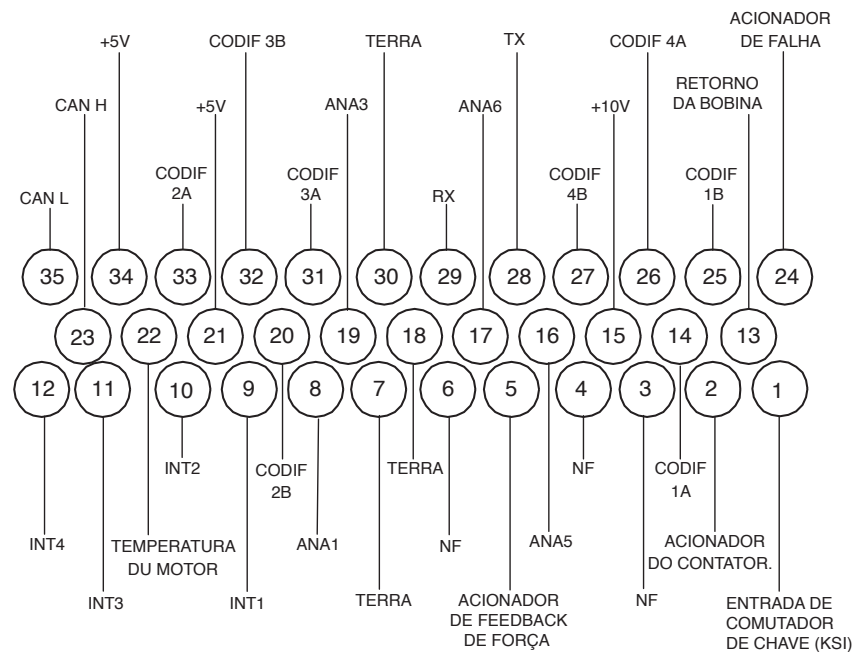 ACIONADOR
DE FALHA
+5V
CODIF 3B
TERRA
TX
CODIF 4A
RETORNO
DA BOBINA
CAN H
+5V
ANA3
ANA6
+10V
CODIF
2A
CODIF
3A
CODIF
4B
CODIF
1B
CAN L
RX
35
34
33
32
31
30
29
28
27
26
25
24
23
22
21
20
19
18
17
16
15
14
13
12
11
10
9
8
7
6
5
4
3
2
1
INT2
CODIF
2B
TERRA
NF
CODIF
1A
INT4
TEMPERATURA
DU MOTOR
ANA1
NF
ANA5
ACIONADOR
DO CONTATOR.
INT3
INT1
TERRA
ACIONADOR
DE FEEDBACK
DE FORÇA
NF
ENTRADA DE
COMUTADOR
DE CHAVE (KSI)